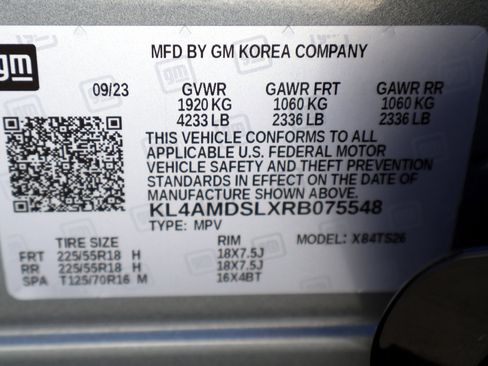 gm
MFD BY GM KOREA COMPANY
09/23 GVWR GAWR FRT GAWR RR
1920 KG 1060 KG 1060 KG
4233 LB 2336 LB 2336 LB
THIS VEHICLE CONFORMS TO ALL
APPLICABLE U.S. FEDERAL MOTOR
VEHICLE SAFETY AND THEFT PREVENTION
STANDARDS IN EFFECT ON THE DATE OF
MANUFACTURE SHOWN ABOVE.
KL4AMDSLXRB075548
TYPE: MPV MODEL: X84TS26
TIRE SIZE RIM
FRT 225/55R18 H 18X7.5J
RR 225/55R18 H 18X7.5J
SPA T125/70R16 M 16X4BT